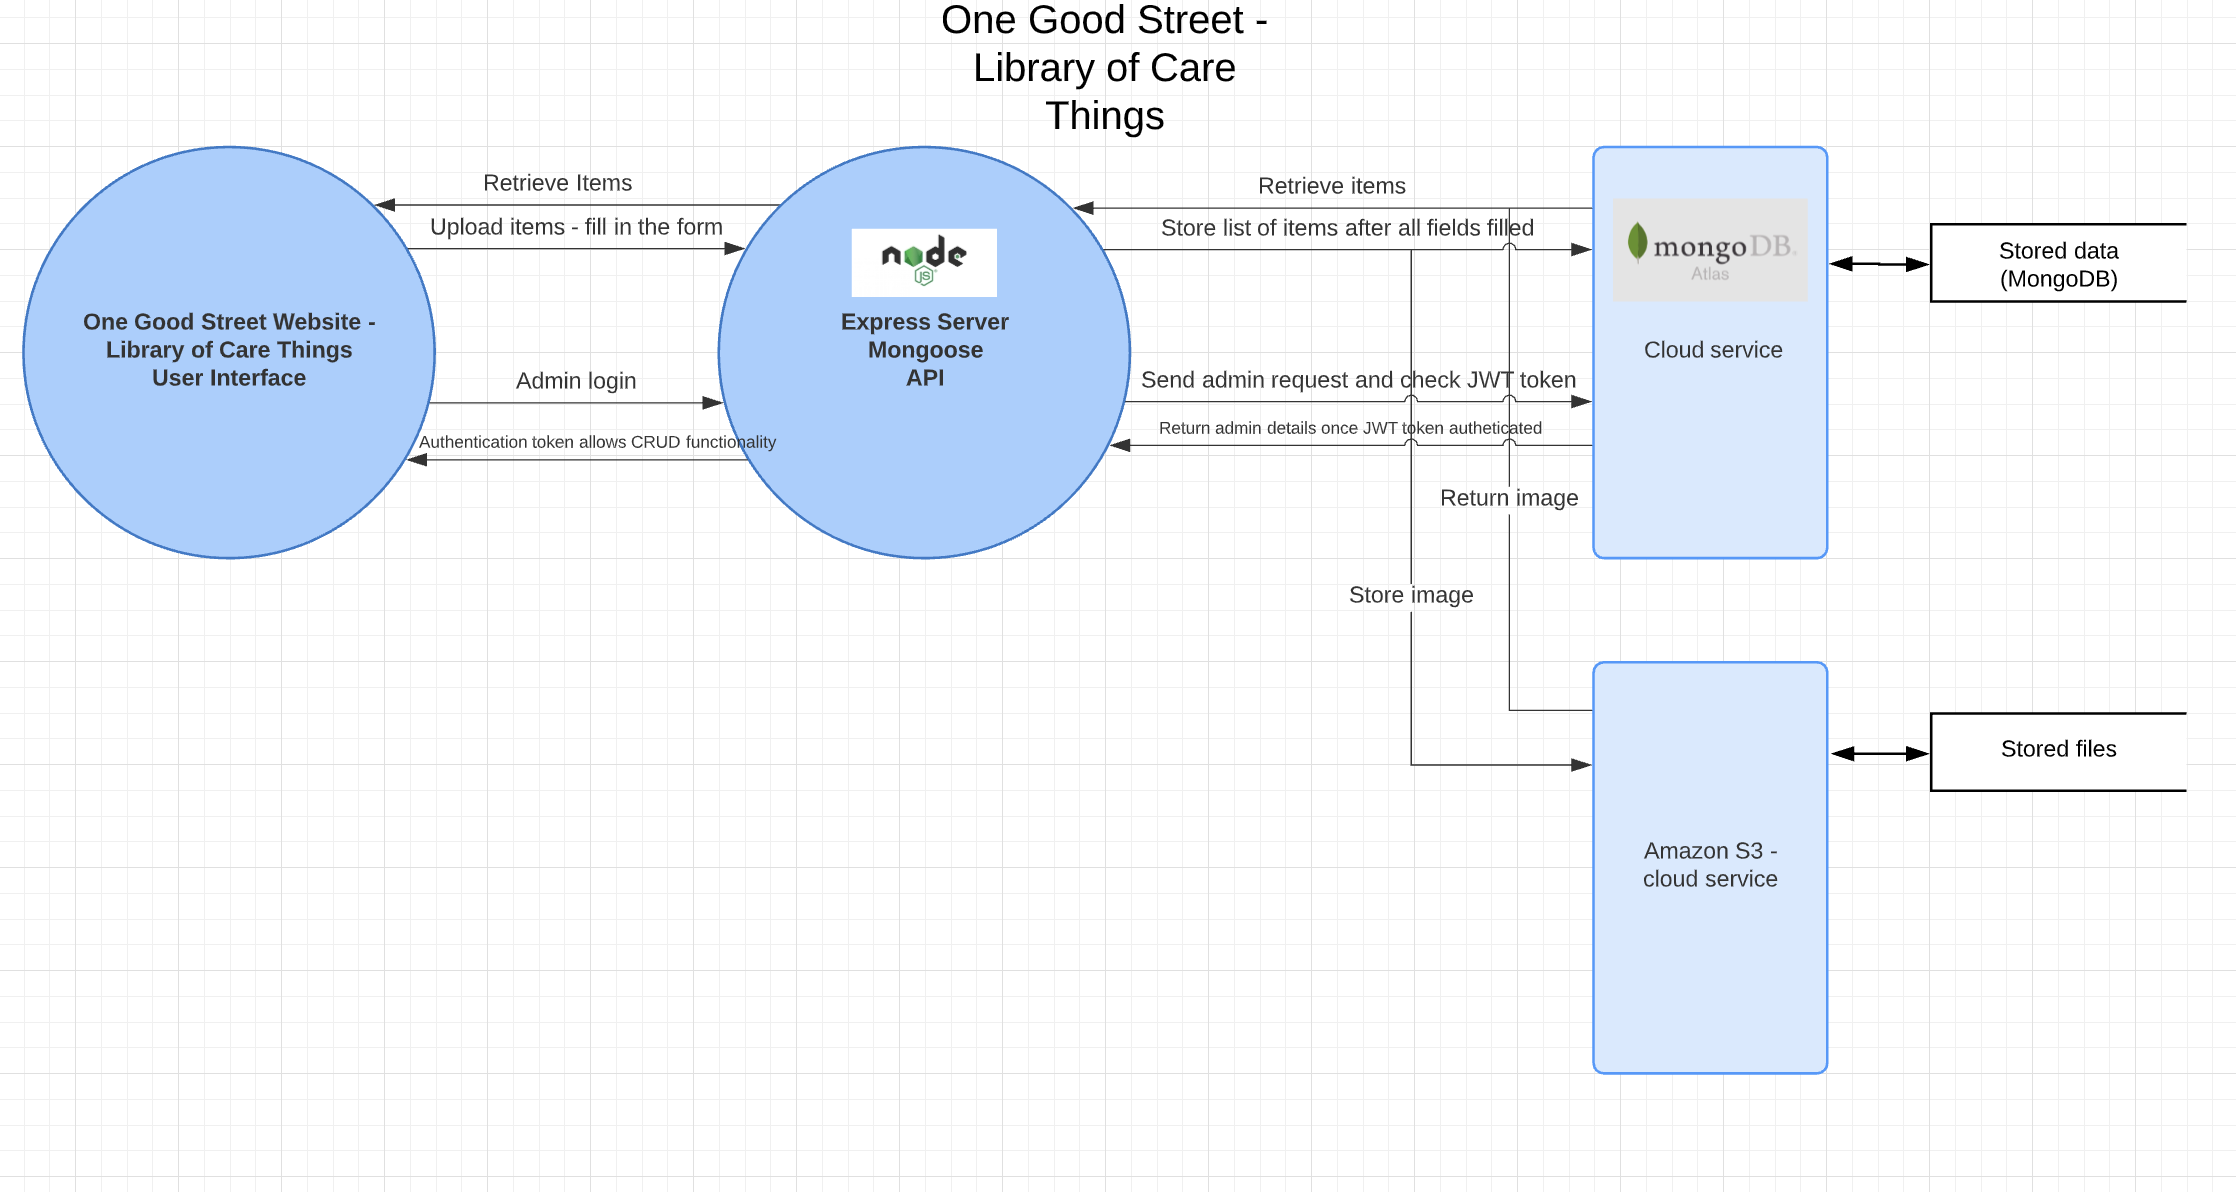 One Good Street -
Library of Care
Things
Retrieve Items
Upload items - fill in the form
One Good Street Website -
Library of Care Things
User Interface
Admin login
Authentication token allows CRUD functionality
node
JS
Express Server
Mongoose
API
Retrieve items
Store list of items after all fields filled
Send admin request and check JWT token
Return admin details once JWT token autheticated
Return image
Store image
mongoDB.
Atlas
Cloud service
Stored data
(MongoDB)
Amazon S3 -
cloud service
Stored files